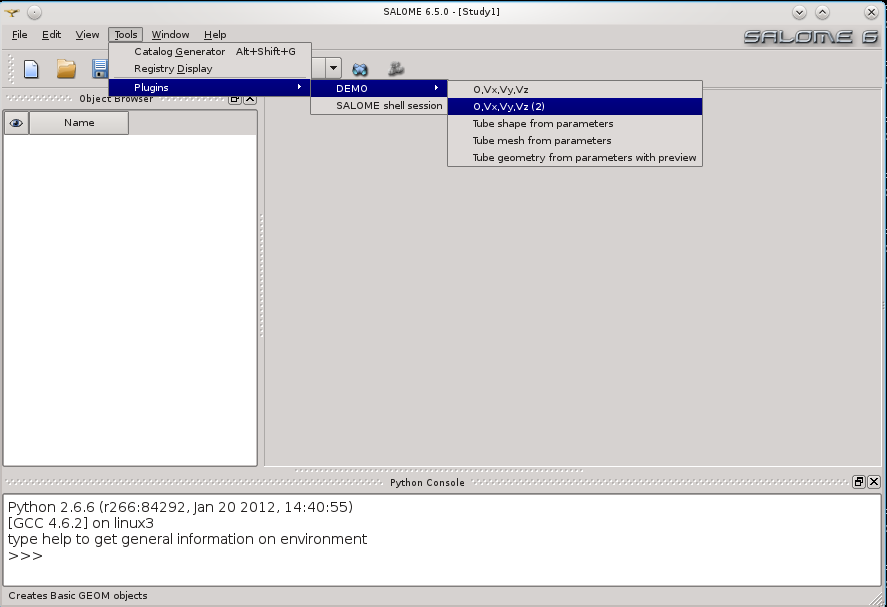 SALOME 6.5.0 - [Study1]
File Edit View Tools Window Help
SALOME 6
Catalog Generator Alt+Shift+G
Registry Display
Plugins
DEMO
SALOME shell session
O,Vx,Vy,Vz
O,Vx,Vy,Vz (2)
Tube shape from parameters
Tube mesh from parameters
Tube geometry from parameters with preview
Object Browser
Name
Python Console
Python 2.6.6 (r266:84292, Jan 20 2012, 14:40:55)
[GCC 4.6.2] on linux3
type help to get general information on environment
>>>
Creates Basic GEOM objects